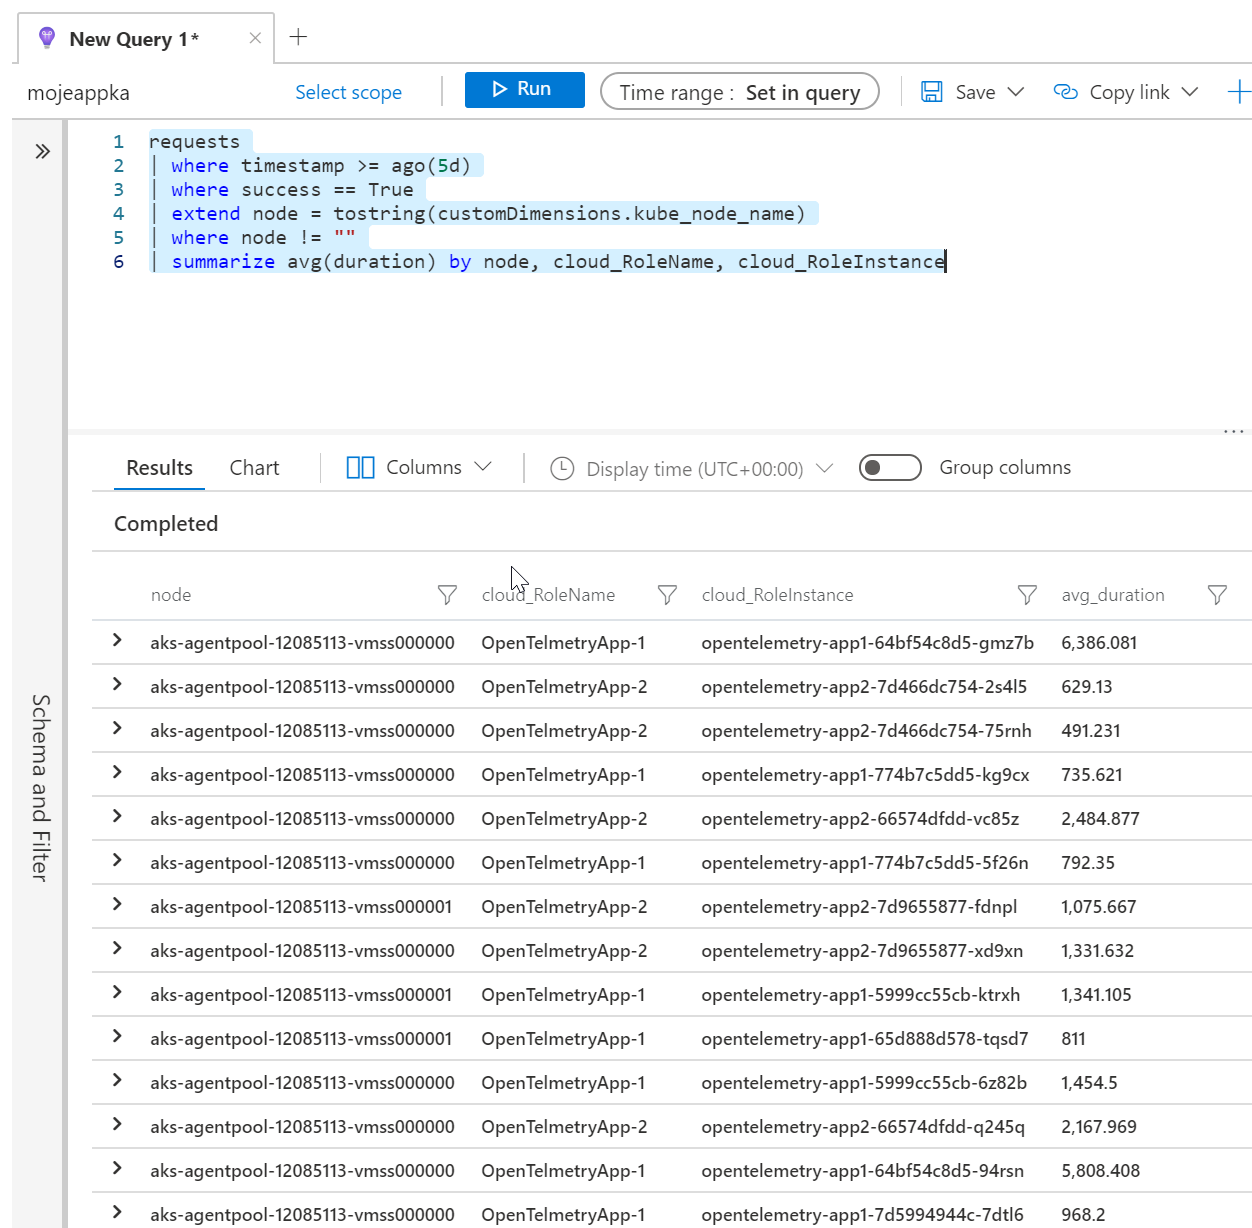 New Query 1*
mojeappka Select scope Run Time range : Set in query Save Copy link
1 requests
2 | where timestamp >= ago(5d)
3 | where success == True
4 | extend node = tostring(customDimensions.kube_node_name)
5 | where node != ""
6 | summarize avg(duration) by node, cloud_RoleName, cloud_RoleInstance
Schema and Filter
Results Chart Columns Display time (UTC+00:00) Group columns
Completed
node cloud_RoleName cloud_RoleInstance avg_duration
aks-agentpool-12085113-vmss000000 OpenTelmetryApp-1 opentelemetry-app1-64bf54c8d5-gmz7b 6,386.081
aks-agentpool-12085113-vmss000000 OpenTelmetryApp-2 opentelemetry-app2-7d466dc754-2s4l5 629.13
aks-agentpool-12085113-vmss000000 OpenTelmetryApp-2 opentelemetry-app2-7d466dc754-75rnh 491.231
aks-agentpool-12085113-vmss000000 OpenTelmetryApp-1 opentelemetry-app1-774b7c5dd5-kg9cx 735.621
aks-agentpool-12085113-vmss000000 OpenTelmetryApp-2 opentelemetry-app2-66574dfdd-vc85z 2,484.877
aks-agentpool-12085113-vmss000000 OpenTelmetryApp-1 opentelemetry-app1-774b7c5dd5-5f26n 792.35
aks-agentpool-12085113-vmss000001 OpenTelmetryApp-2 opentelemetry-app2-7d9655877-fdnpl 1,075.667
aks-agentpool-12085113-vmss000000 OpenTelmetryApp-2 opentelemetry-app2-7d9655877-xd9xn 1,331.632
aks-agentpool-12085113-vmss000001 OpenTelmetryApp-1 opentelemetry-app1-5999cc55cb-ktrxh 1,341.105
aks-agentpool-12085113-vmss000001 OpenTelmetryApp-1 opentelemetry-app1-65d888d578-tqsd7 811
aks-agentpool-12085113-vmss000000 OpenTelmetryApp-1 opentelemetry-app1-5999cc55cb-6z82b 1,454.5
aks-agentpool-12085113-vmss000000 OpenTelmetryApp-2 opentelemetry-app2-66574dfdd-q245q 2,167.969
aks-agentpool-12085113-vmss000000 OpenTelmetryApp-1 opentelemetry-app1-64bf54c8d5-94rsn 5,808.408
aks-agentpool-12085113-vmss000000 OpenTelmetryApp-1 opentelemetry-app1-7d5994944c-7dtl6 968.2